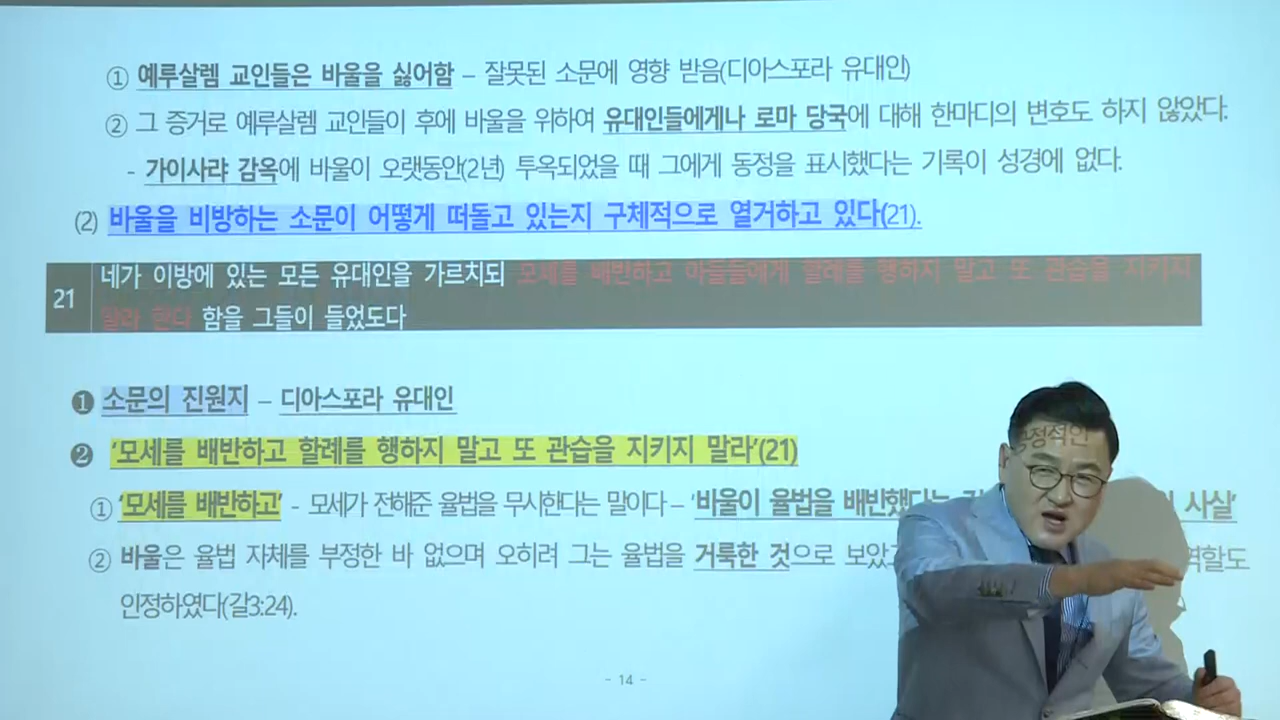 ① 예루살렘 교인들은 바울을 싫어함 – 잘못된 소문에 영향 받음(디아스포라 유대인)
② 그 증거로 예루살렘 교인들이 후에 바울을 위하여 유대인들에게나 로마 당국에 대해 한마디의 변호도 하지 않았다.
- 가이사랴 감옥에 바울이 오랫동안(2년) 투옥되었을 때 그에게 동정을 표시했다는 기록이 성경에 없다.
(2) 바울을 비방하는 소문이 어떻게 떠돌고 있는지 구체적으로 열거하고 있다(21).
21 네가 이방에 있는 모든 유대인을 가르치되 모세를 배반하고 아들들에게 할례를 행하지 말고 또 관습을 지키지
말라 한다 함을 그들이 들었도다
❶ 소문의 진원지 – 디아스포라 유대인
❷ '모세를 배반하고 할례를 행하지 말고 또 관습을 지키지 말라'(21)
① '모세를 배반하고' - 모세가 전해준 율법을 무시한다는 말이다 – '바울이 율법을 배반했다는 사실'
② 바울은 율법 자체를 부정한 바 없으며 오히려 그는 율법을 거룩한 것으로 보았 역할도
인정하였다(갈3:24).
- 14 -